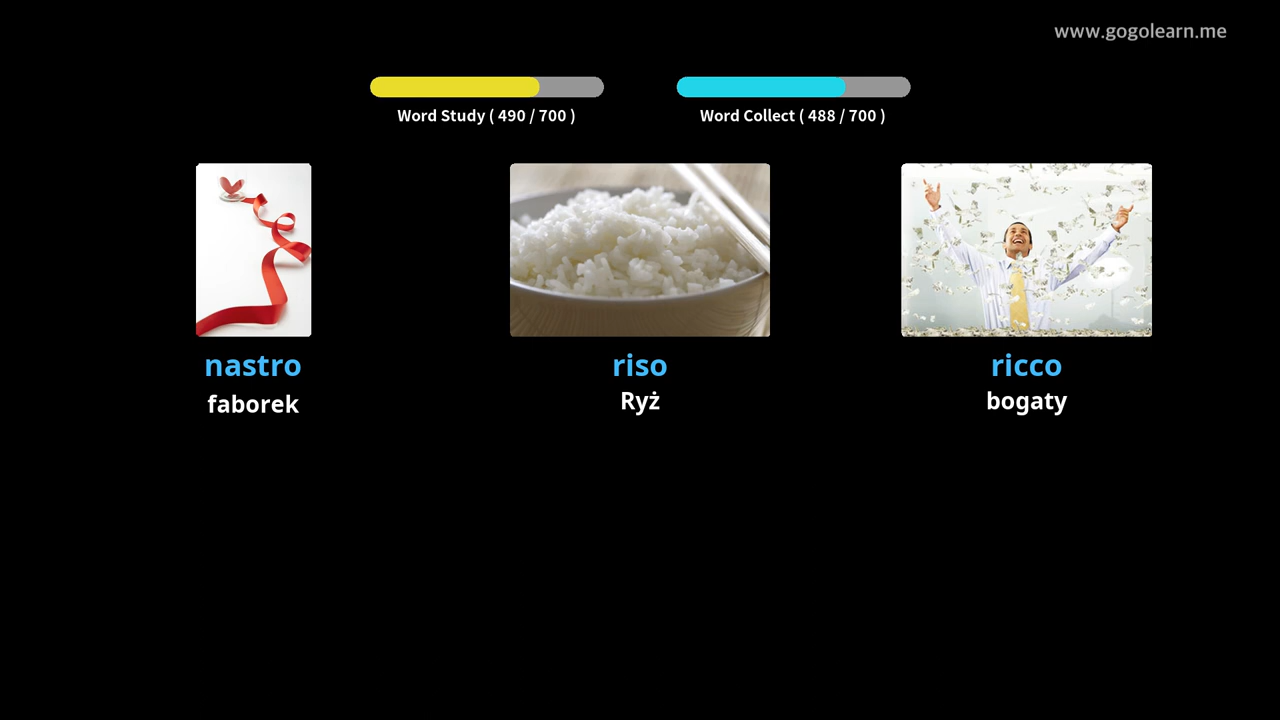 www.gogolearn.me
Word Study ( 490 / 700 )
Word Collect ( 488 / 700 )
nastro
faborek
riso
Ryż
ricco
bogaty